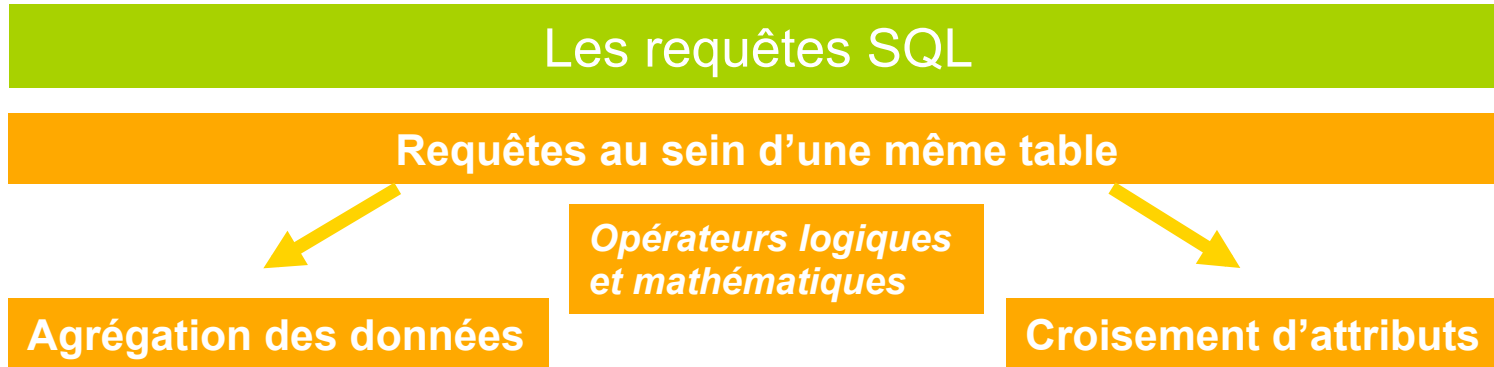 Les requêtes SQL
Requêtes au sein d’une même table
Opérateurs logiques
et mathématiques
Agrégation des données
Croisement d’attributs